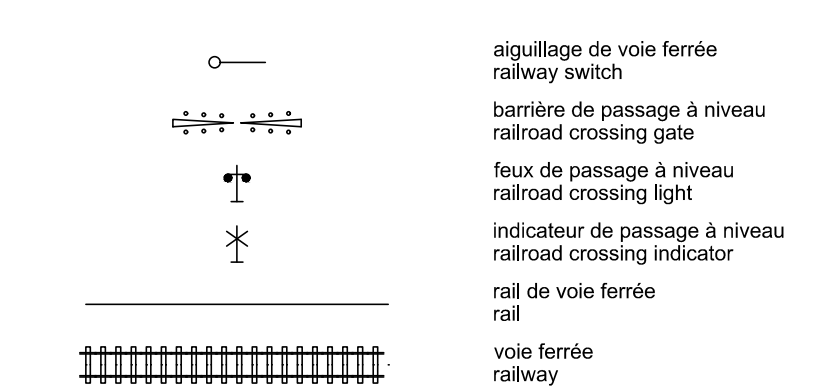 aiguillage de voie ferrée
railway switch
barrière de passage à niveau
railroad crossing gate
feux de passage à niveau
railroad crossing light
indicateur de passage à niveau
railroad crossing indicator
rail de voie ferrée
rail
voie ferrée
railway